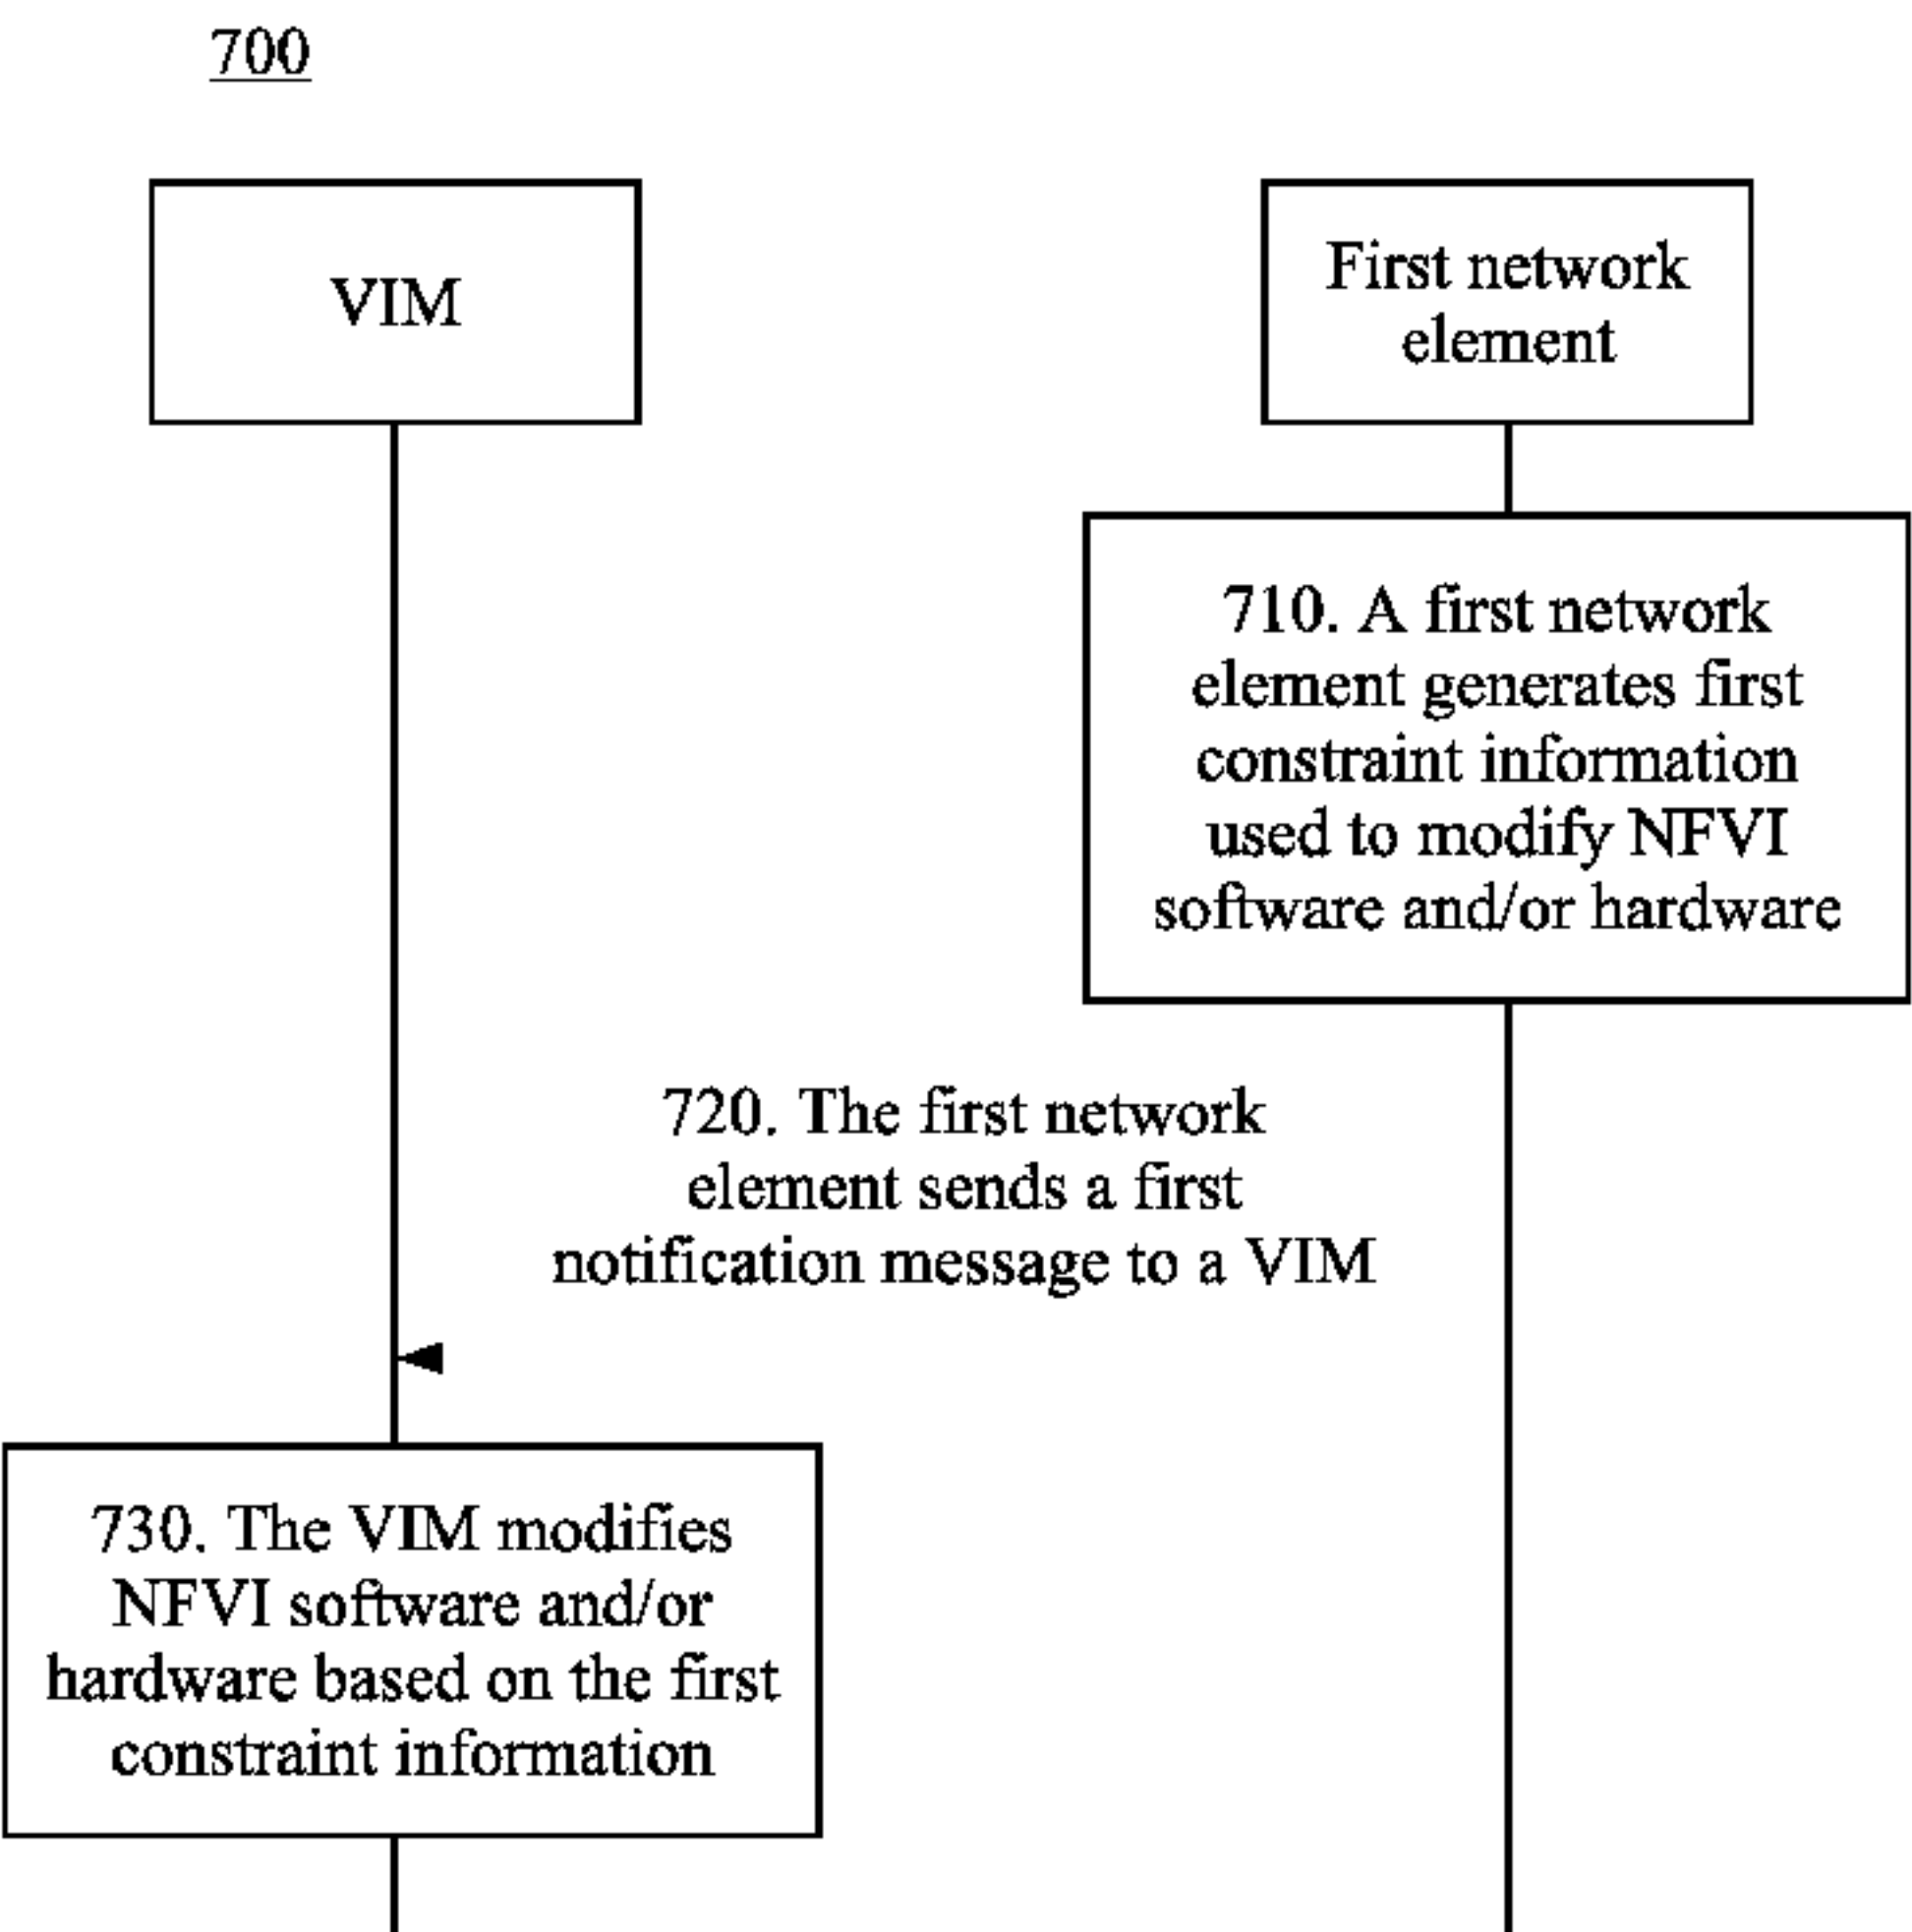 700
VIM
First network
element
710. A first network
element generates first
constraint information
used to modify NFVI
software and/or hardware
720. The first network
element sends a first
notification message to a VIM
730. The VIM modifies
NFVI software and/or
hardware based on the first
constraint information